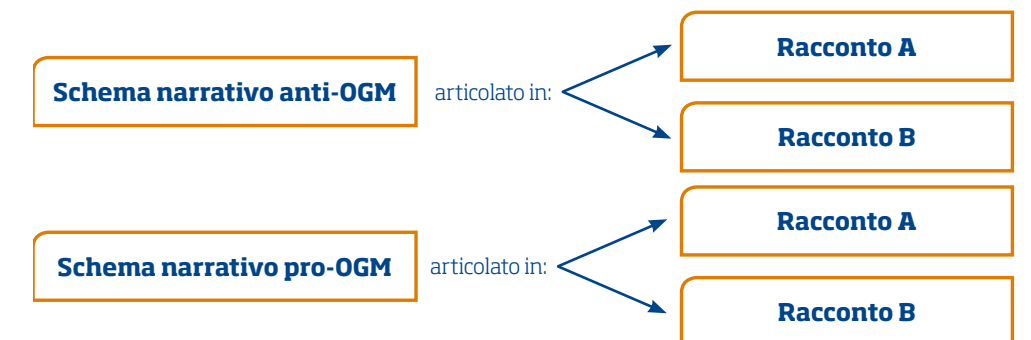 Schema narrativo anti-OGM
articolato in:
Racconto A
Racconto B
Schema narrativo pro-OGM
articolato in:
Racconto A
Racconto B